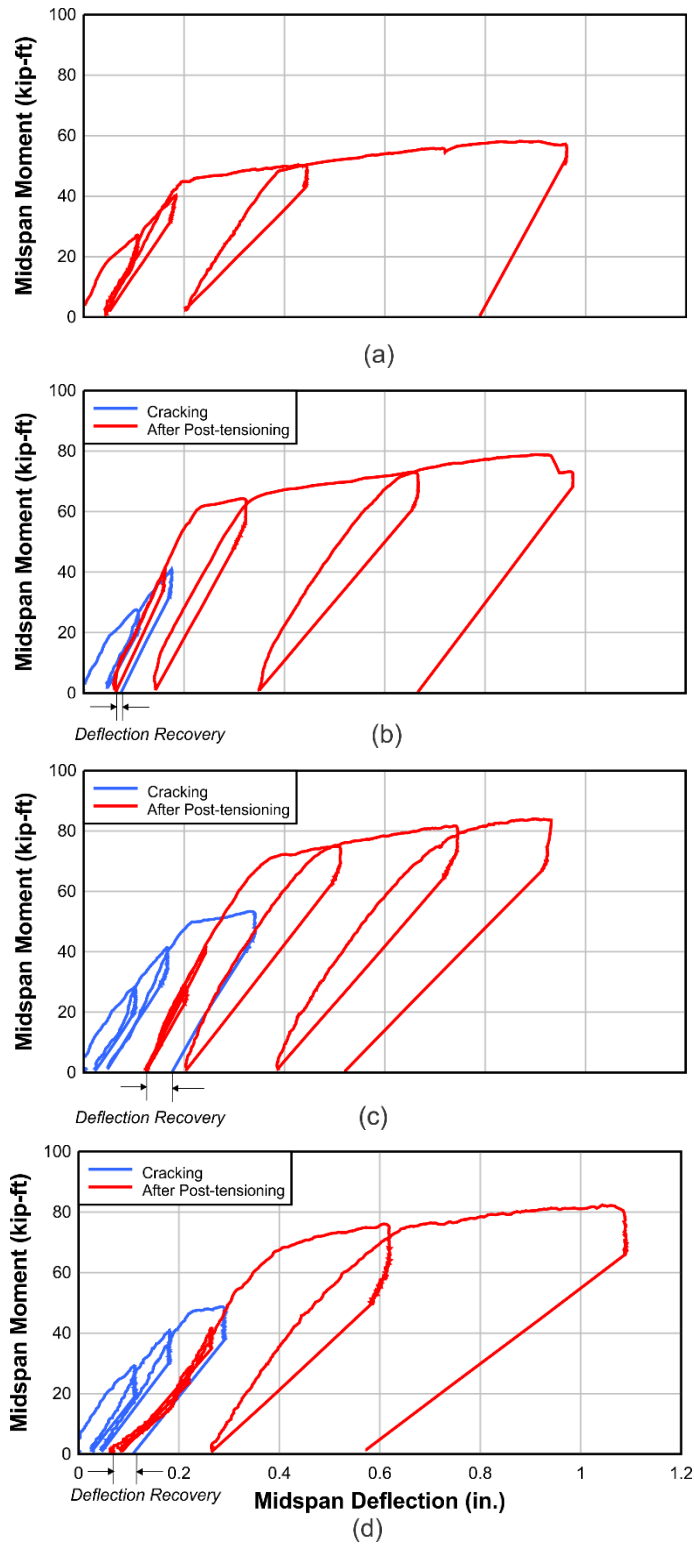 100
80
60
40
20
0
Midspan Moment (kip-ft)
(a)
100
80
60
40
20
0
Midspan Moment (kip-ft)
Cracking
After Post-tensioning
Deflection Recovery
(b)
100
80
60
40
20
0
Midspan Moment (kip-ft)
Cracking
After Post-tensioning
Deflection Recovery
(c)
100
80
60
40
20
0
Midspan Moment (kip-ft)
Cracking
After Post-tensioning
0 0.2 0.4 0.6 0.8 1 1.2
Deflection Recovery
Midspan Deflection (in.)
(d)